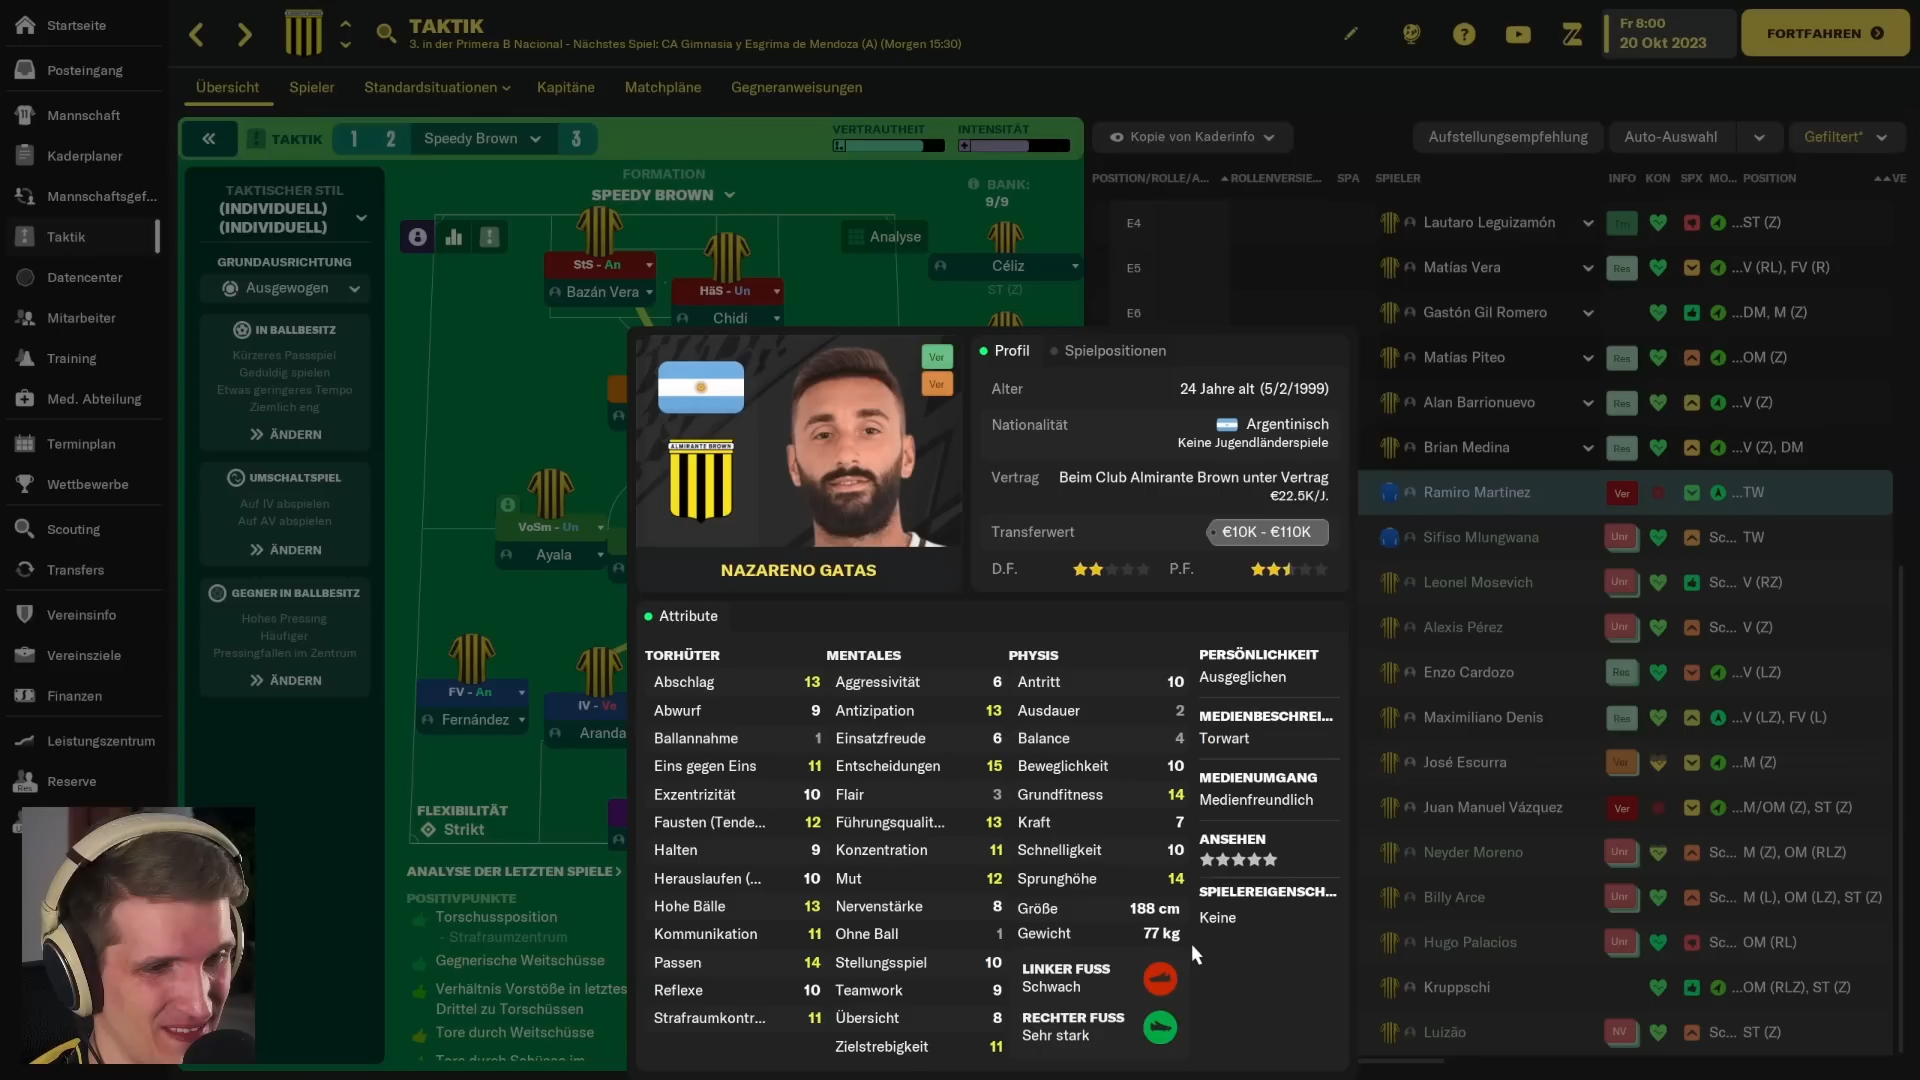 Startseite
Posteingang
Mannschaft
Kaderplaner
Mannschaftsgef...
Taktik
Datencenter
Mitarbeiter
Training
Med. Abteilung
Terminplan
Wettbewerbe
Scouting
Transfers
Vereinsinfo
Vereinsziele
Finanzen
Leistungszentrum
Reserve
Res
TAKTIK
3. in der Primera B Nacional - Nächstes Spiel: CA Gimnasia y Esgrima de Mendoza (A) (Morgen 15:30)
Fr 8:00
20 Okt 2023
FORTFAHREN
Übersicht
Spieler
Standardsituationen
Kapitäne
Matchpläne
Gegneranweisungen
TAKTIK
1 2 Speedy Brown 3
VERTRAUTHEIT
INTENSITÄT
TAKTISCHER STIL
(INDIVIDUELL)
(INDIVIDUELL)
GRUNDAUSRICHTUNG
Ausgewogen
IN BALLBESITZ
Kürzeres Passspiel
Geduldig spielen
Etwas geringeres Tempo
Ziemlich eng
ÄNDERN
UMSCHALTSPIEL
Auf IV abspielen
Auf AV abspielen
ÄNDERN
GEGNER IN BALLBESITZ
Hohes Pressing
Häufiger
Pressingfallen im Zentrum
ÄNDERN
FORMATION
SPEEDY BROWN
BANK:
9/9
Analyse
StS - An
Bazán Vera
HäS - Un
Chidi
Céliz
ST (Z)
VoSm - Un
Ayala
FV - An
Fernández
IV - Ve
Aranda
FLEXIBILITÄT
Strikt
ANALYSE DER LETZTEN SPIELE
POSITIVPUNKTE
Torschussposition
- Strafraumzentrum
Gegnerische Weitschüsse
Verhältnis Vorstöße in letztes
Drittel zu Torschüssen
Tore durch Weitschüsse
Tore durch Schüsse im
Ver
Ver
ALMIRANTE BROWN
NAZARENO GATAS
Profil
Spielpositionen
Alter 24 Jahre alt (5/2/1999)
Nationalität Argentinisch
Keine Jugendländerspiele
Vertrag Beim Club Almirante Brown unter Vertrag
€22.5K/J.
Transferwert €10K - €110K
D.F. P.F.
Attribute
TORHÜTER
Abschlag 13
Abwurf 9
Ballannahme 1
Eins gegen Eins 11
Exzentrizität 10
Fausten (Tende... 12
Halten 9
Herauslaufen (... 10
Hohe Bälle 13
Kommunikation 11
Passen 14
Reflexe 10
Strafraumkontr... 11
MENTALES
Aggressivität 6
Antizipation 13
Einsatzfreude 6
Entscheidungen 15
Flair 3
Führungsqualit... 13
Konzentration 11
Mut 12
Nervenstärke 8
Ohne Ball 1
Stellungsspiel 10
Teamwork 9
Übersicht 8
Zielstrebigkeit 11
PHYSIS
Antritt 10
Ausdauer 2
Balance 4
Beweglichkeit 10
Grundfitness 14
Kraft 7
Schnelligkeit 10
Sprunghöhe 14
Größe 188 cm
Gewicht 77 kg
LINKER FUSS
Schwach
RECHTER FUSS
Sehr stark
PERSÖNLICHKEIT
Ausgeglichen
MEDIENBESCHREI...
Torwart
MEDIENUMGANG
Medienfreundlich
ANSEHEN
SPIELEREIGENSCH...
Keine
Kopie von Kaderinfo
Aufstellungsempfehlung
Auto-Auswahl
Gefiltert*
POSITION/ROLLE/A... ROLLENVERSIE... SPA SPIELER INFO KON SPX MO... POSITION VE
E4 Lautaro Leguizamón Trn ...ST (Z)
E5 Matías Vera Res ...V (RL), FV (R)
E6 Gastón Gil Romero ...DM, M (Z)
Matías Piteo Res ...OM (Z)
Alan Barrionuevo Res ...V (Z)
Brian Medina Res ...V (Z), DM
Ramiro Martínez Ver ...TW
Sifiso Mlungwana Unr Sc... TW
Leonel Mosevich Unr Sc... V (RZ)
Alexis Pérez Unr Sc... V (Z)
Enzo Cardozo Res ...V (LZ)
Maximiliano Denis Res ...V (LZ), FV (L)
José Escurra Ver ...M (Z)
Juan Manuel Vázquez Ver ...M/OM (Z), ST (Z)
Neyder Moreno Unr Sc... M (Z), OM (RLZ)
Billy Arce Unr Sc... M (L), OM (LZ), ST (Z)
Hugo Palacios Unr Sc... OM (RL)
Kruppschi ...OM (RLZ), ST (Z)
Luizão NV Sc... ST (Z)